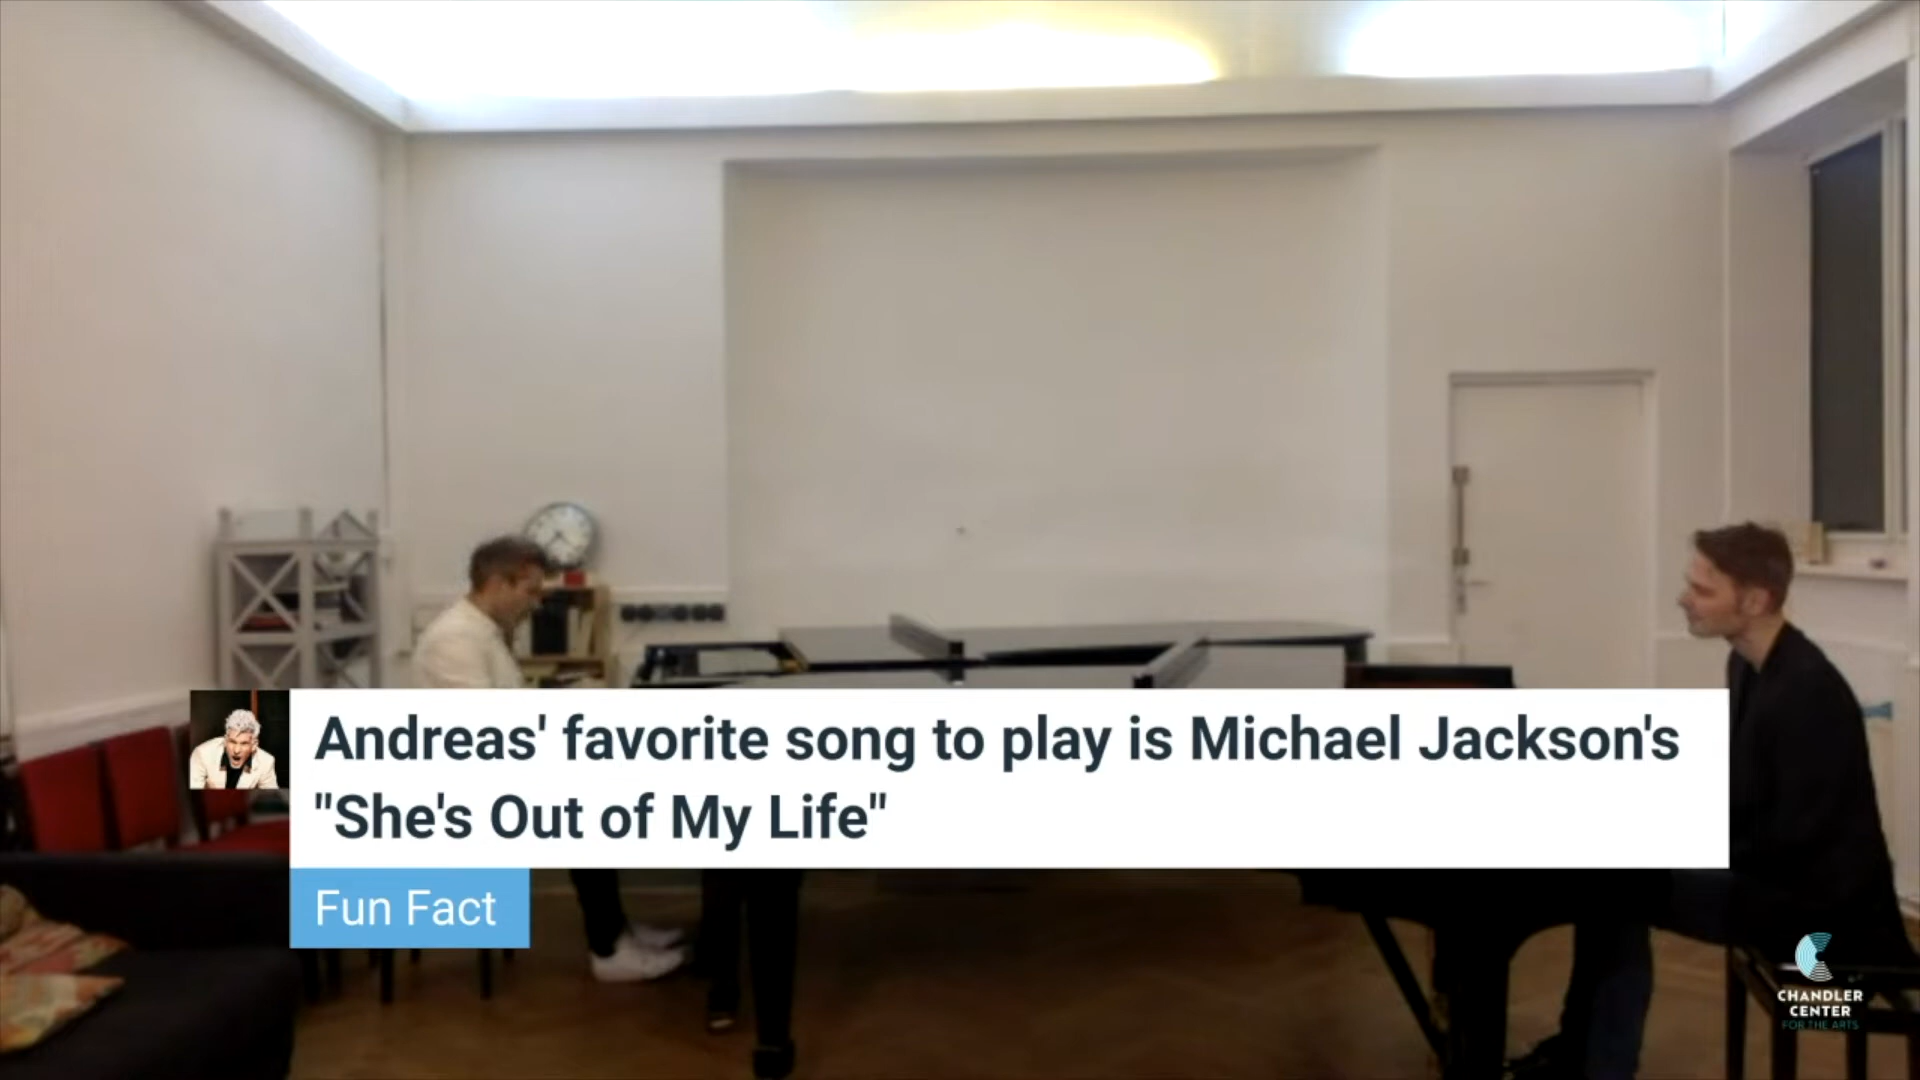 Andreas' favorite song to play is Michael Jackson's
"She's Out of My Life"
Fun Fact
CHANDLER
CENTER
FOR THE ARTS